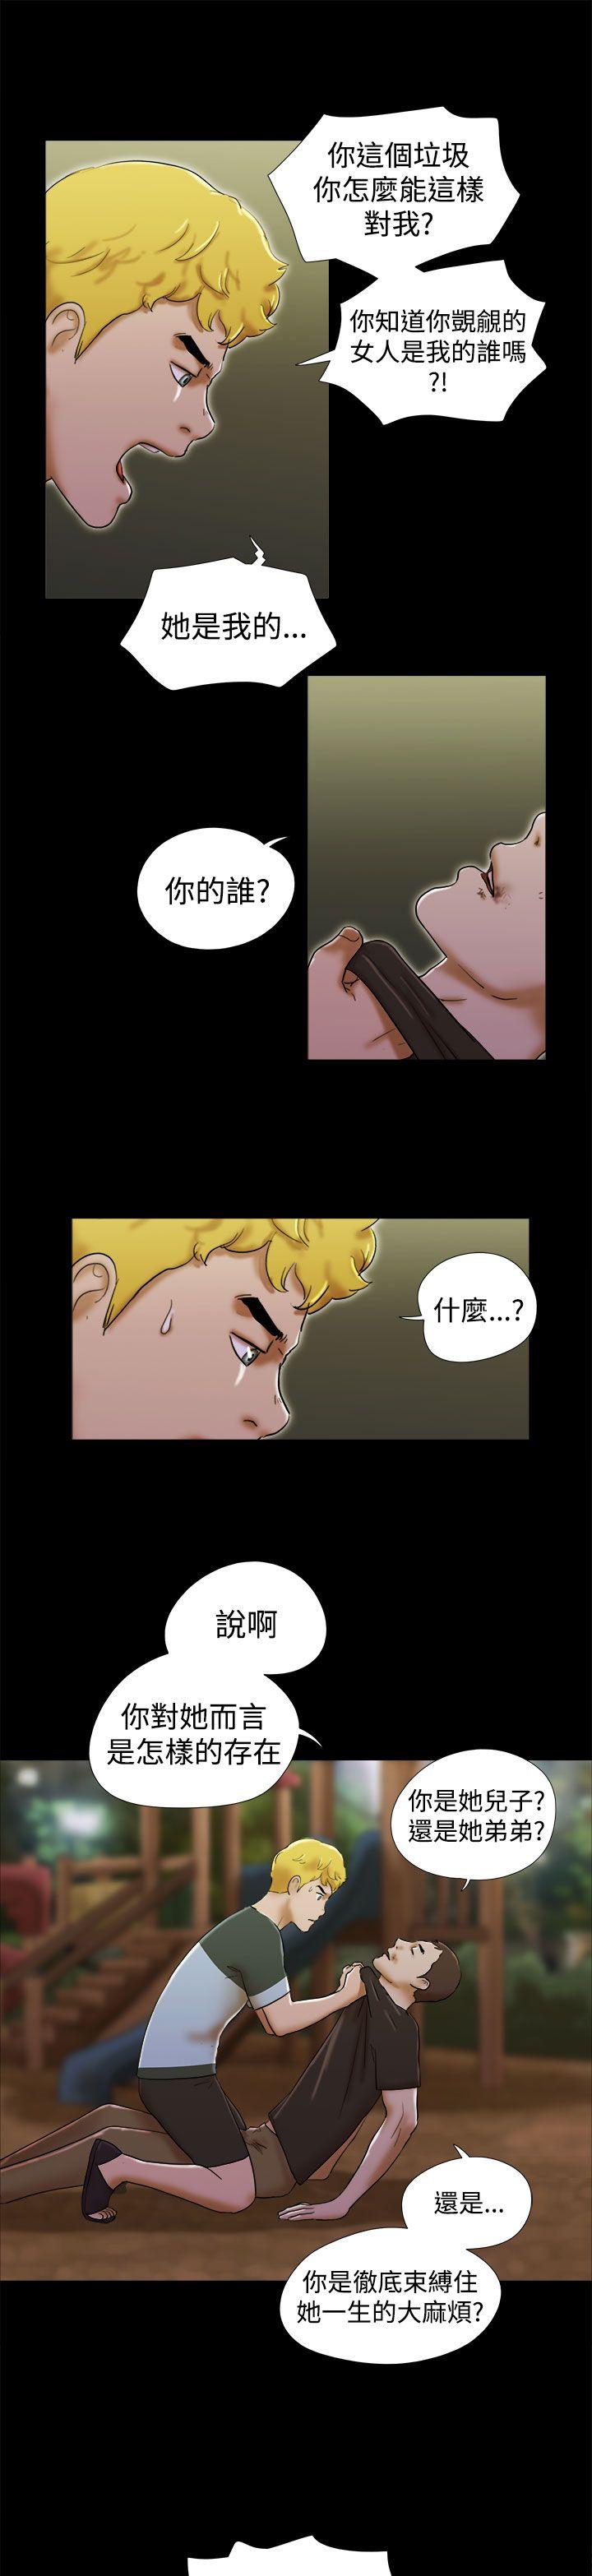 你這個垃圾
你怎麼能這樣
對我?
你知道你覬覦的
女人是我的誰嗎
?!
她是我的...
你的誰?
什麼...?
說啊
你對她而言
是怎樣的存在
你是她兒子?
還是她弟弟?
還是...
你是徹底束縛住
她一生的大麻煩?